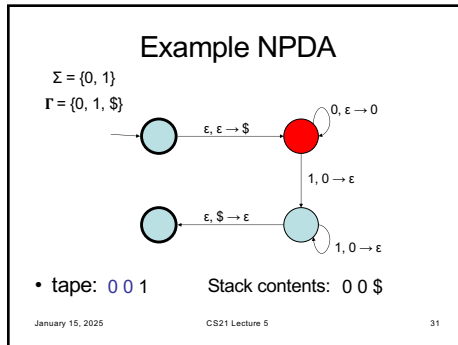 Example NPDA
Σ = {0, 1}
Γ = {0, 1, $}
ε, ε → $
0, ε → 0
1, 0 → ε
ε, $ → ε
1, 0 → ε
• tape: 0 0 1 Stack contents: 0 0 $
January 15, 2025 CS21 Lecture 5 31